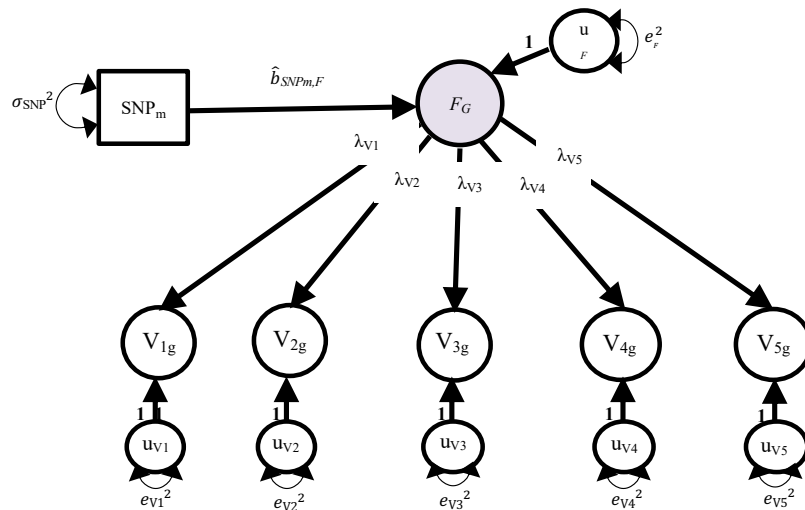 u
F
1
e_F^2
b̂_SNPm,F
σ_SNP^2
SNP_m
F_G
λ_V1
λ_V2
λ_V3
λ_V4
λ_V5
V_1g
V_2g
V_3g
V_4g
V_5g
1 1
1
1
1
1
u_V1
u_V2
u_V3
u_V4
u_V5
e_V1^2
e_V2^2
e_V3^2
e_V4^2
e_V5^2